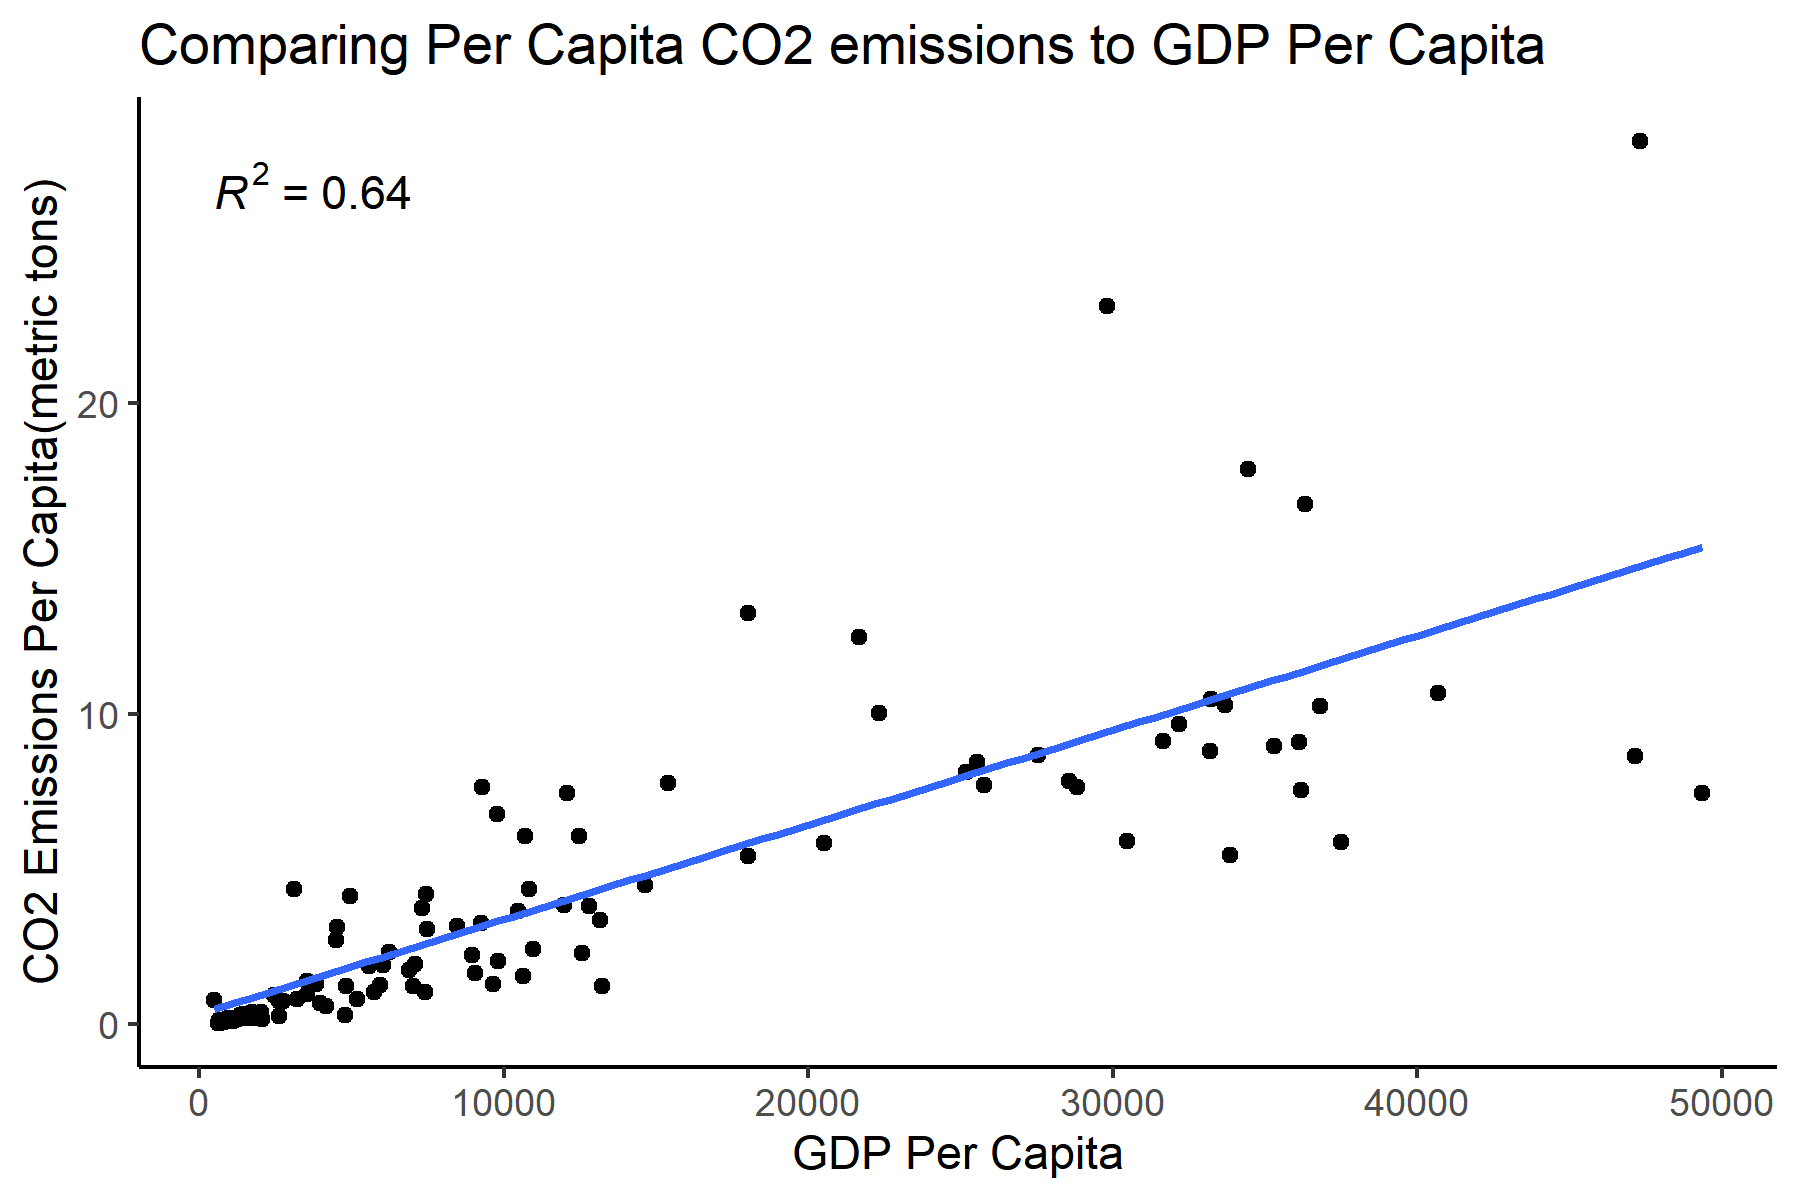 Comparing Per Capita CO2 emissions to GDP Per Capita
R² = 0.64
CO2 Emissions Per Capita(metric tons)
20
10
0
0 10000 20000 30000 40000 50000
GDP Per Capita